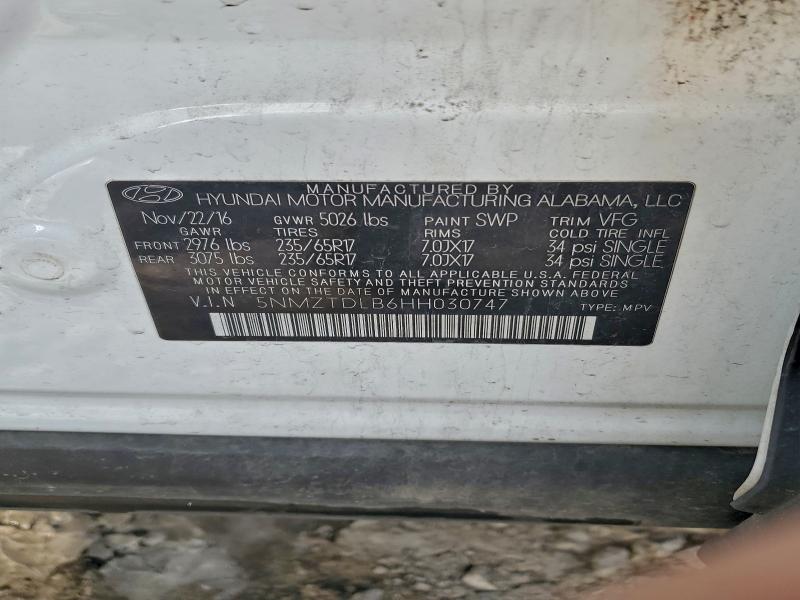 MANUFACTURED BY
HYUNDAI MOTOR MANUFACTURING ALABAMA, LLC
Nov/22/16 GVWR 5026 lbs PAINT SWP TRIM VFG
GAWR TIRES RIMS COLD TIRE INFL
FRONT 2976 lbs 235/65R17 7.0JX17 34 psi SINGLE
REAR 3075 lbs 235/65R17 7.0JX17 34 psi SINGLE
THIS VEHICLE CONFORMS TO ALL APPLICABLE U.S.A. FEDERAL
MOTOR VEHICLE SAFETY AND THEFT PREVENTION STANDARDS
IN EFFECT ON THE DATE OF MANUFACTURE SHOWN ABOVE.
V.I.N 5NMZTDLB6HH030747 TYPE: MPV